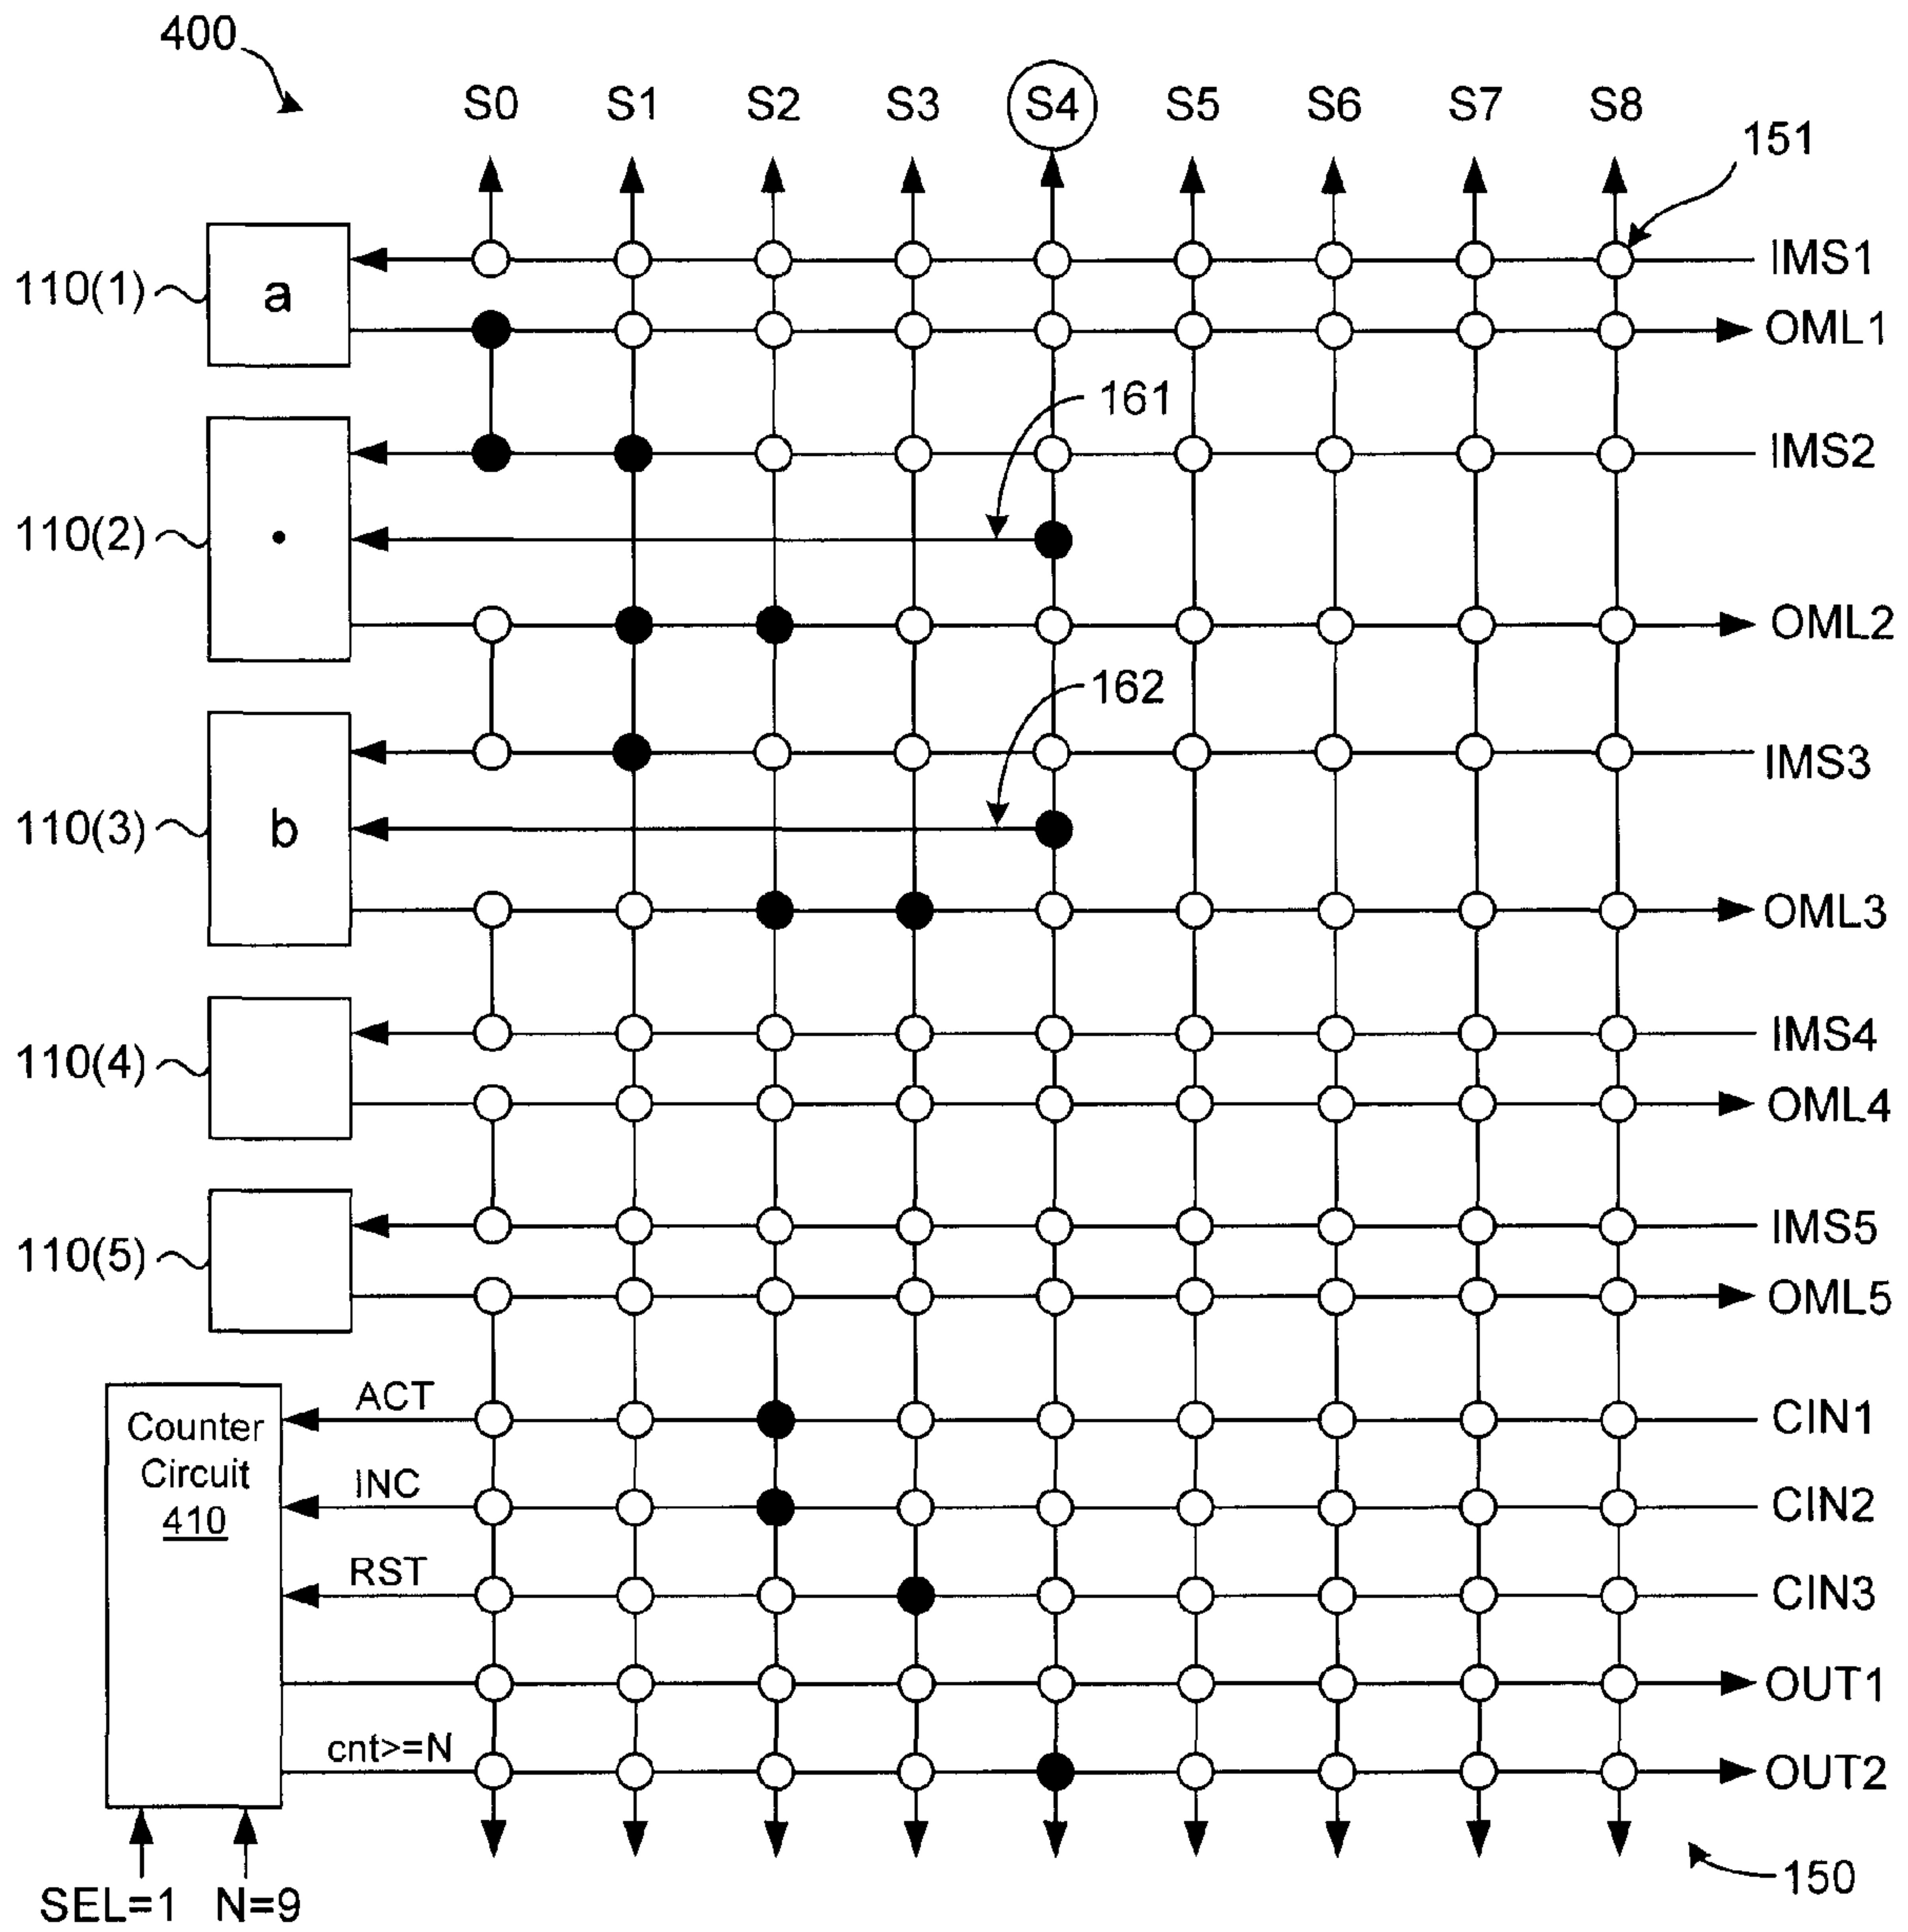 400
S0 S1 S2 S3 S4 S5 S6 S7 S8
151
IMS1
110(1)
a
OML1
161
IMS2
110(2)
•
OML2
162
IMS3
110(3)
b
OML3
IMS4
110(4)
OML4
IMS5
110(5)
OML5
ACT
CIN1
Counter
Circuit
410
INC
CIN2
RST
CIN3
OUT1
cnt>=N
OUT2
150
SEL=1 N=9